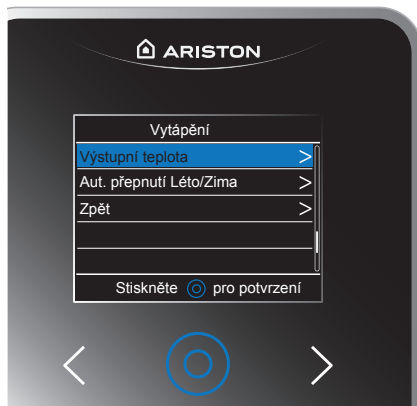 ARISTON
Vytápění
Výstupní teplota >
Aut. přepnutí Léto/Zima >
Zpět >
Stiskněte pro potvrzení